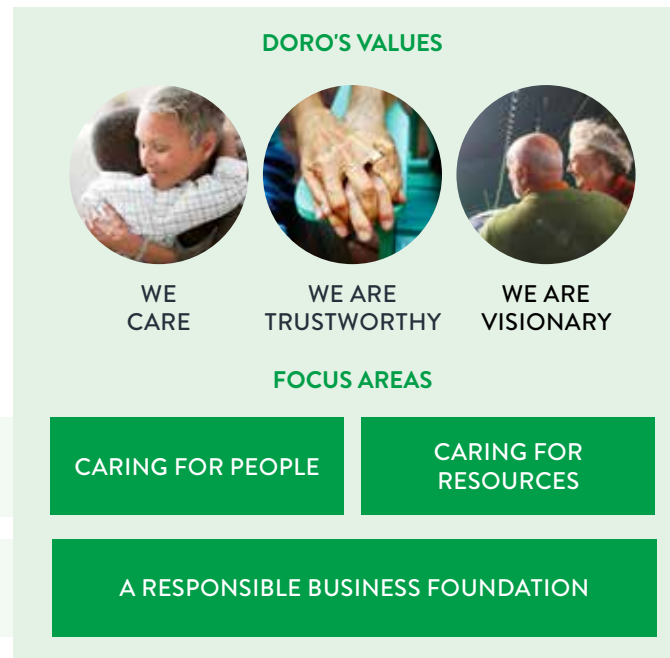 DORO'S VALUES
WE
CARE
WE ARE
TRUSTWORTHY
WE ARE
VISIONARY
FOCUS AREAS
CARING FOR PEOPLE
CARING FOR
RESOURCES
A RESPONSIBLE BUSINESS FOUNDATION